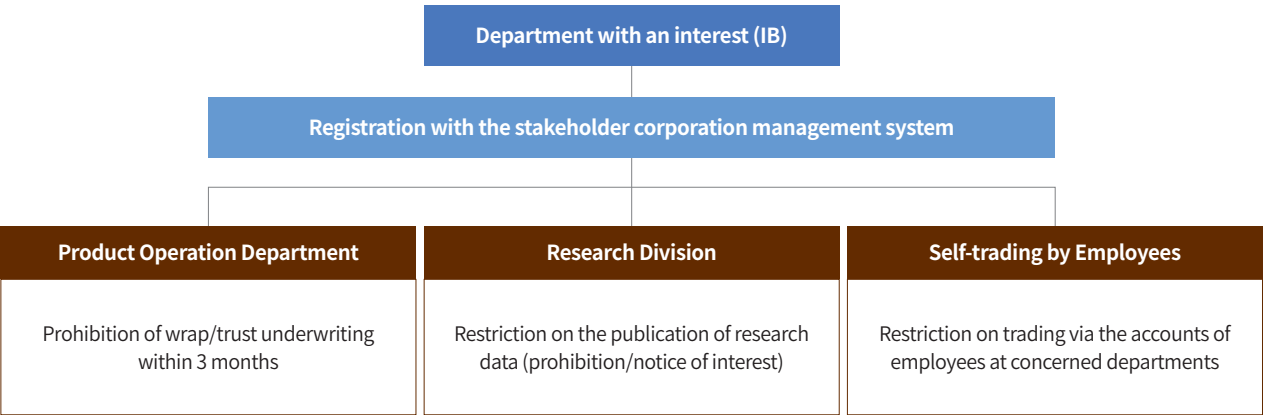 Department with an interest (IB)
Registration with the stakeholder corporation management system
Product Operation Department
Prohibition of wrap/trust underwriting
within 3 months
Research Division
Restriction on the publication of research
data (prohibition/notice of interest)
Self-trading by Employees
Restriction on trading via the accounts of
employees at concerned departments